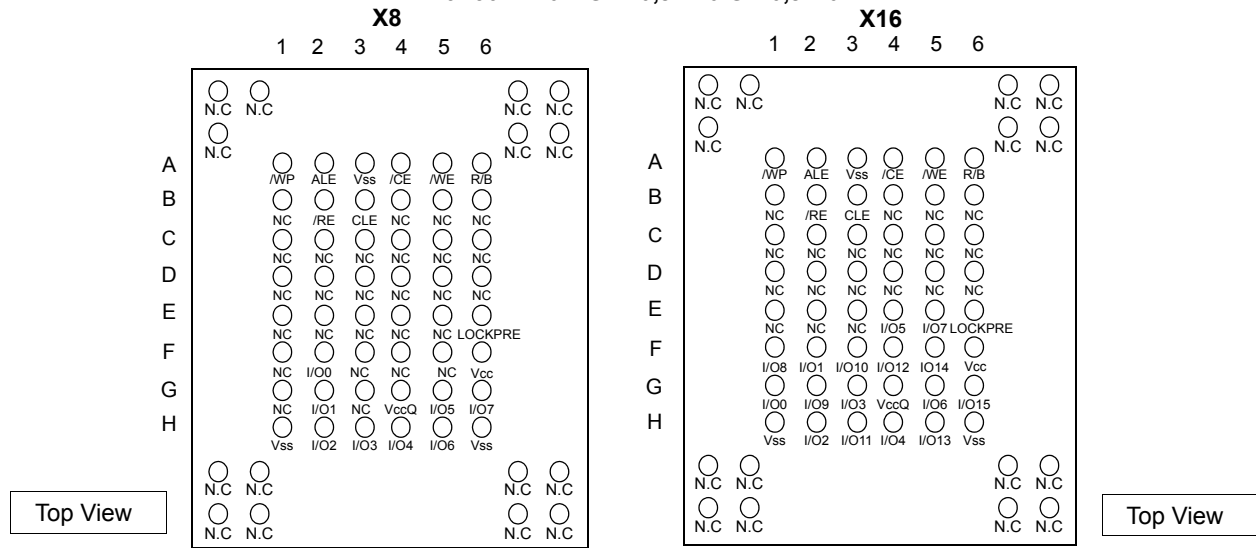 X8 X16
1 2 3 4 5 6 1 2 3 4 5 6
N.C N.C N.C N.C N.C N.C N.C N.C
N.C N.C N.C N.C N.C N.C
A A
/WP ALE Vss /CE /WE R/B /WP ALE Vss /CE /WE R/B
B B
NC /RE CLE NC NC NC NC /RE CLE NC NC NC
C C
NC NC NC NC NC NC NC NC NC NC NC NC
D D
NC NC NC NC NC NC NC NC NC NC NC NC
E E
NC NC NC NC NC LOCKPRE NC NC NC I/O5 I/O7 LOCKPRE
F F
NC I/O0 NC NC NC Vcc I/O8 I/O1 I/O10 I/O12 IO14 Vcc
G G
NC I/O1 NC VccQ I/O5 I/O7 I/O0 I/O9 I/O3 VccQ I/O6 I/O15
H H
Vss I/O2 I/O3 I/O4 I/O6 Vss Vss I/O2 I/O11 I/O4 I/O13 Vss
N.C N.C N.C N.C N.C N.C N.C N.C
Top View Top View
N.C N.C N.C N.C N.C N.C N.C N.C